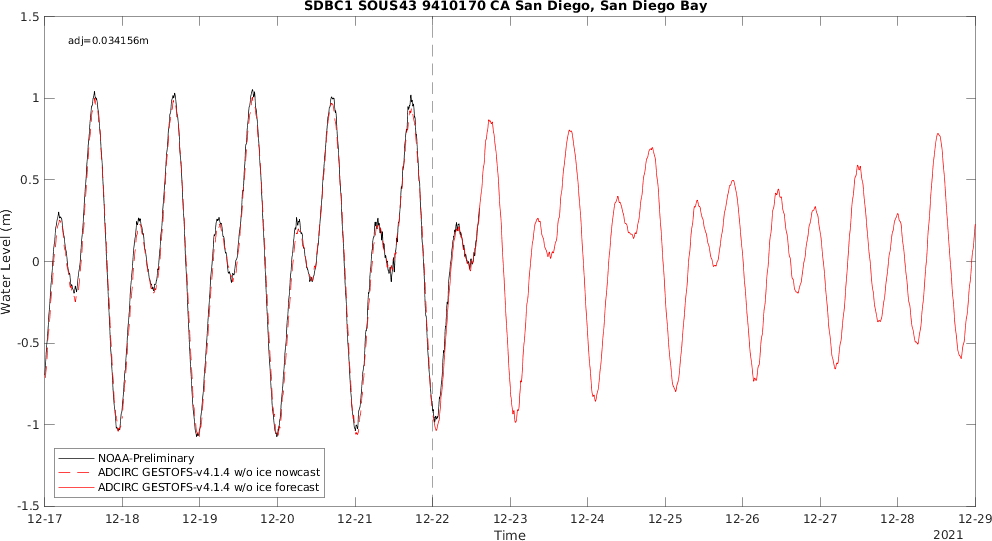 SDBC1 SOUS43 9410170 CA San Diego, San Diego Bay
adj=0.034156m
1.5
1
0.5
0
-0.5
-1
-1.5
Water Level (m)
NOAA-Preliminary
ADCIRC GESTOFS-v4.1.4 w/o ice nowcast
ADCIRC GESTOFS-v4.1.4 w/o ice forecast
12-17 12-18 12-19 12-20 12-21 12-22 12-23 12-24 12-25 12-26 12-27 12-28 12-29
Time
2021